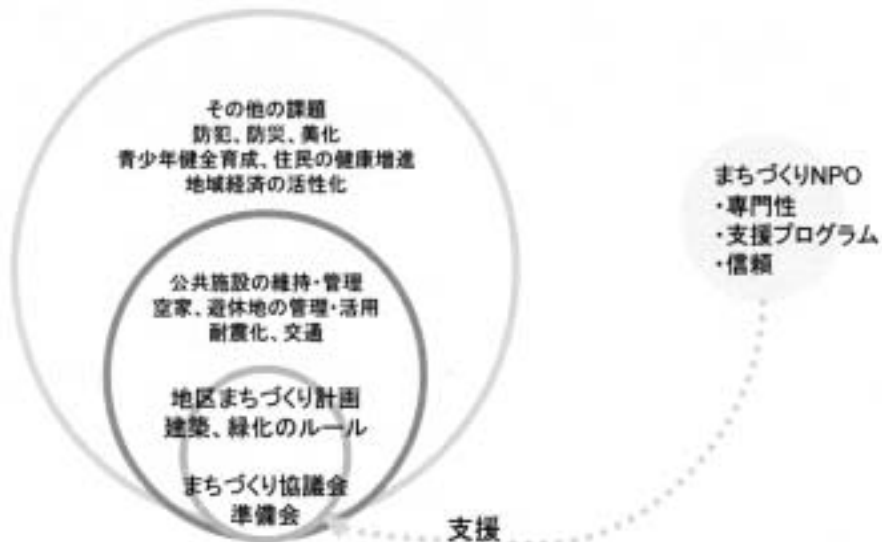 その他の課題
防犯、防災、美化
青少年健全育成、住民の健康増進
地域経済の活性化
公共施設の維持・管理
空家、遊休地の管理・活用
耐震化、交通
地区まちづくり計画
建築、緑化のルール
まちづくり協議会
準備会
まちづくりNPO
・専門性
・支援プログラム
・信頼
支援